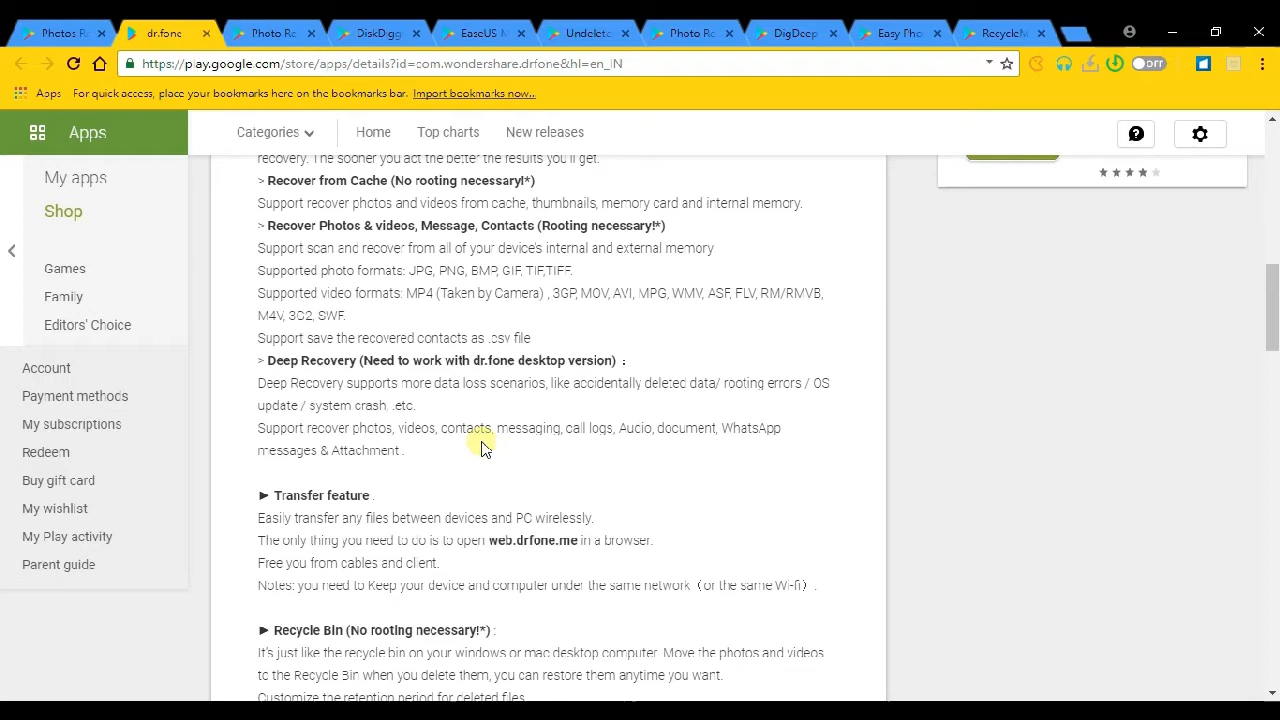 Photos Re
dr.fone
Photo Re
DiskDigg
EaseUS M
Undelete
Photo Re
DigDeep
Easy Pho
RecycleM
https://play.google.com/store/apps/details?id=com.wondershare.drfone&hl=en_IN
OFF
Apps
For quick access, place your bookmarks here on the bookmarks bar. Import bookmarks now...
Apps
Categories
Home
Top charts
New releases
My apps
Shop
Games
Family
Editors' Choice
Account
Payment methods
My subscriptions
Redeem
Buy gift card
My wishlist
My Play activity
Parent guide
recovery. The sooner you act the better the results you'll get.
> Recover from Cache (No rooting necessary!*)
Support recover photos and videos from cache, thumbnails, memory card and internal memory.
> Recover Photos & videos, Message, Contacts (Rooting necessary!*)
Support scan and recover from all of your device's internal and external memory
Supported photo formats: JPG, PNG, BMP, GIF, TIF,TIFF.
Supported video formats: MP4 (Taken by Camera) , 3GP, MOV, AVI, MPG, WMV, ASF, FLV, RM/RMVB,
M4V, 3G2, SWF.
Support save the recovered contacts as .csv file
> Deep Recovery (Need to work with dr.fone desktop version) ：
Deep Recovery supports more data loss scenarios, like accidentally deleted data/ rooting errors / OS
update / system crash, .etc.
Support recover photos, videos, contacts, messaging, call logs, Audio, document, WhatsApp
messages & Attachment .
► Transfer feature .
Easily transfer any files between devices and PC wirelessly.
The only thing you need to do is to open web.drfone.me in a browser.
Free you from cables and client.
Notes: you need to Keep your device and computer under the same network（or the same Wi-fi）.
► Recycle Bin (No rooting necessary!*) :
It's just like the recycle bin on your windows or mac desktop computer. Move the photos and videos
to the Recycle Bin when you delete them, you can restore them anytime you want.
Customize the retention period for deleted files.